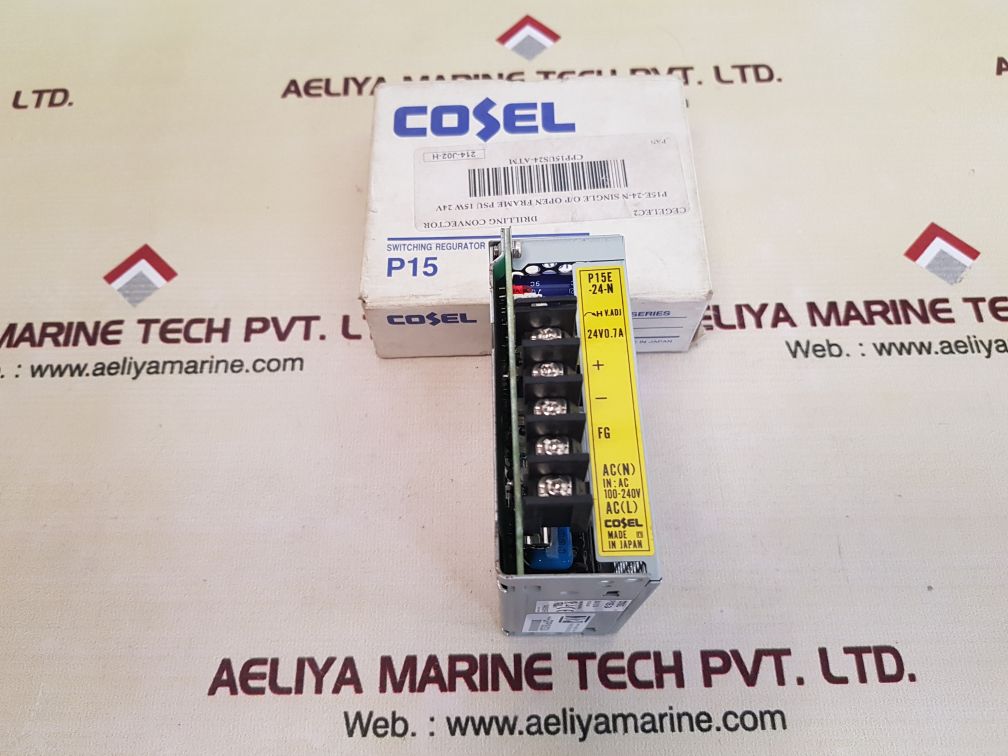 LTD.
AELIYA MARINE TECH PVT. LTD.
COSEL
214-J02-H
CPP15US24-ATM
P15E-24-N SINGLE O/P OPEN FRAME PSU 15W 24V
DRILLING CONVECTOR
CEGELEC2
SWITCHING REGURATOR
P15
COSEL
SERIES
IN JAPAN
P15E
-24-N
V.ADJ
24V0.7A
+
−
FG
AC(N)
IN:AC
100-240V
AC(L)
COSEL
MADE
IN JAPAN
MARINE TECH PVT. L
: www.aeliyamarine.com
ELIYA MARINE
Web. : www.aeliya
AELIYA MARINE TECH PVT. LTD.
Web. : www.aeliyamarine.com